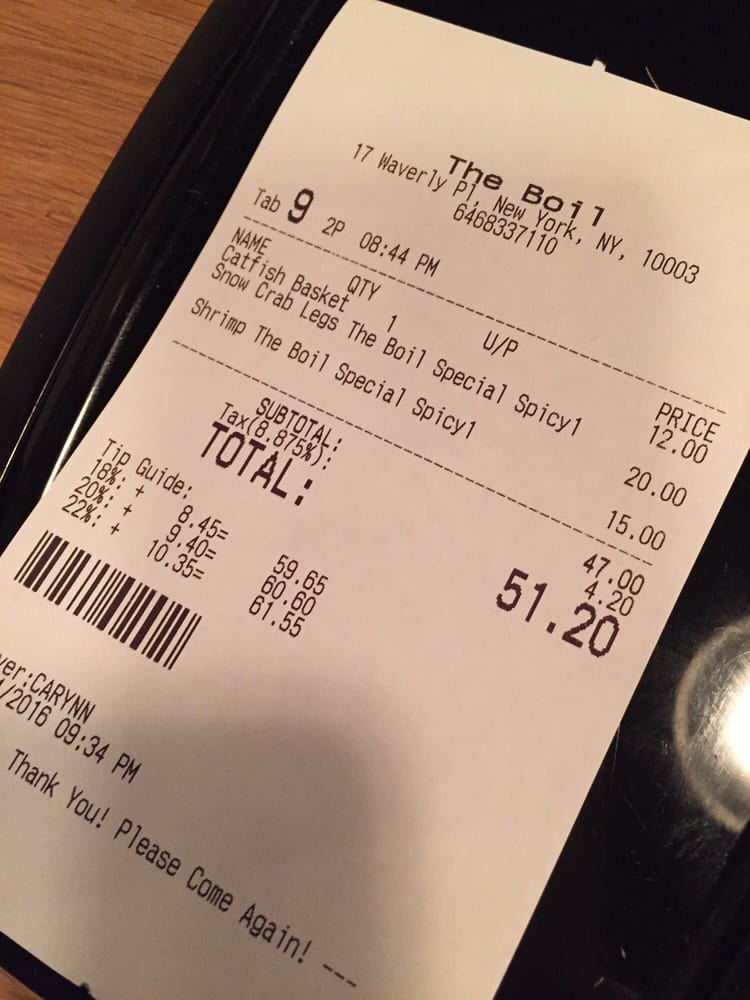 The Boil
17 Waverly Pl, New York, NY, 10003
6468337110
Tab 9 2P 08:44 PM
NAME QTY U/P PRICE
Catfish Basket 1 12.00
Snow Crab Legs The Boil Special Spicy1 20.00
Shrimp The Boil Special Spicy1 15.00
SUBTOTAL: 47.00
Tax(8.875%): 4.20
TOTAL: 51.20
Tip Guide:
18%: + 8.45= 59.65
20%: + 9.40= 60.60
22%: + 10.35= 61.55
ver:CARYNN
1/2016 09:34 PM
Thank You! Please Come Again! ---